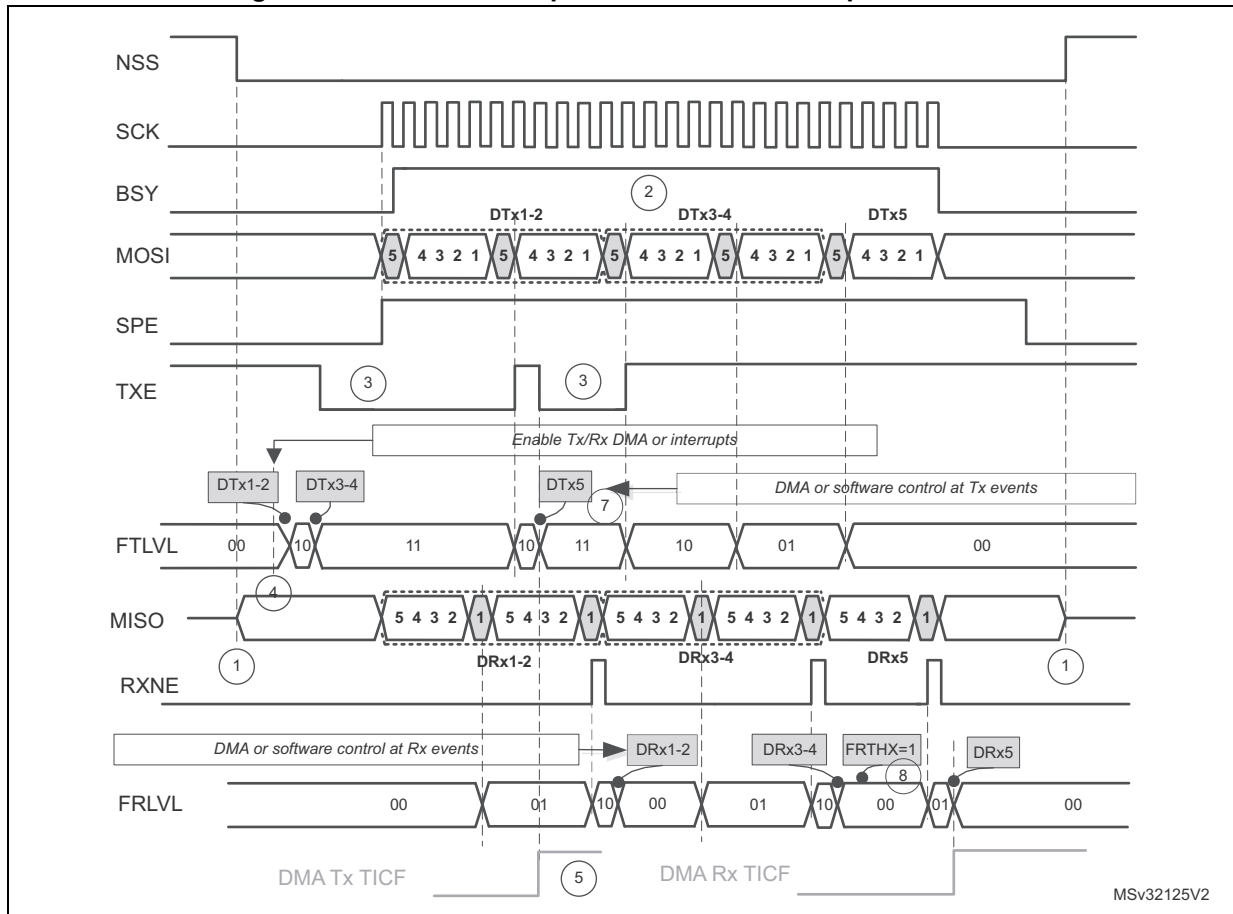 NSS
SCK
BSY
2
DTx1-2 DTx3-4 DTx5
MOSI
5 4 3 2 1 5 4 3 2 1 5 4 3 2 1 5 4 3 2 1 5 4 3 2 1
SPE
TXE
3 3
Enable Tx/Rx DMA or interrupts
DTx1-2 DTx3-4 DTx5 DMA or software control at Tx events
7
FTLVL
00 10 11 10 11 10 01 00
4
MISO
5 4 3 2 1 5 4 3 2 1 5 4 3 2 1 5 4 3 2 1 5 4 3 2 1
DRx1-2 DRx3-4 DRx5
1 1
RXNE
DMA or software control at Rx events DRx1-2 DRx3-4 FRTHX=1 DRx5
8
FRLVL
00 01 10 00 01 10 00 01 00
DMA Tx TICF 5 DMA Rx TICF
MSv32125V2